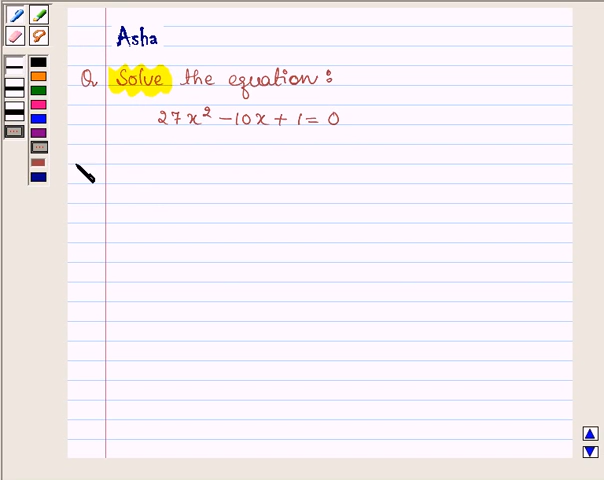 Asha
Q Solve the equation:
27x² - 10x + 1 = 0